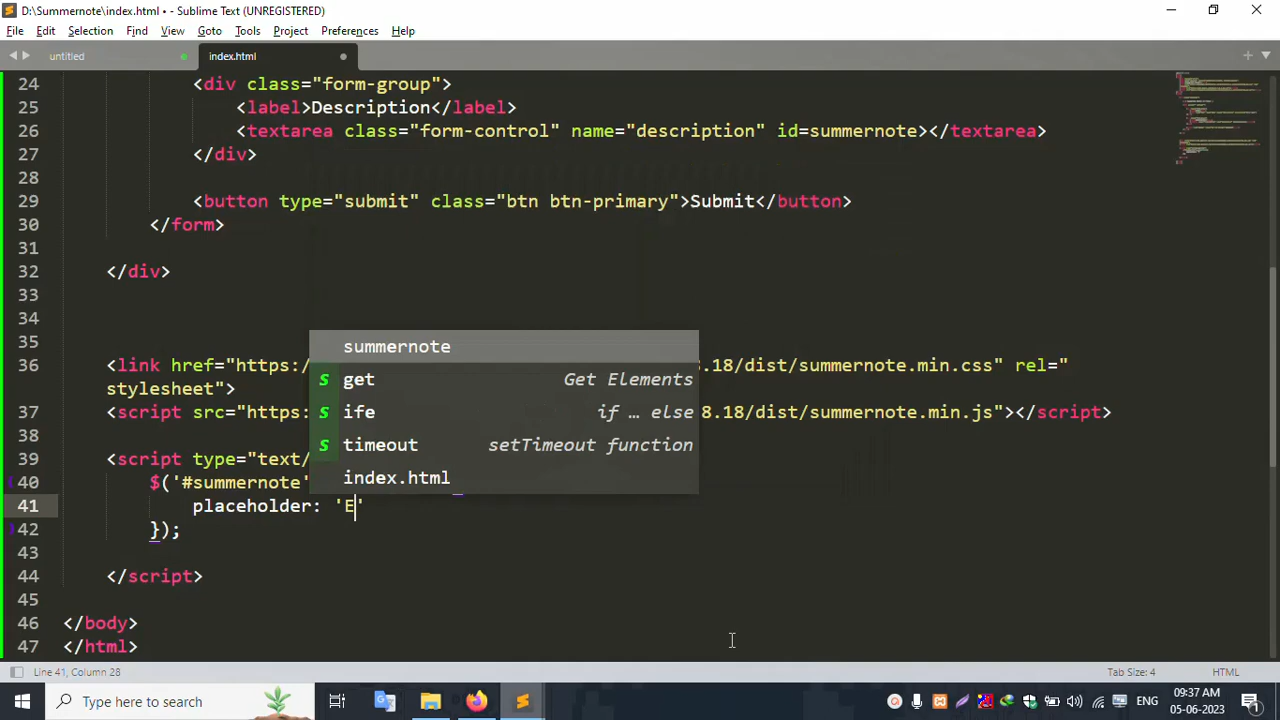 D:\Summernote\index.html • - Sublime Text (UNREGISTERED)
File Edit Selection Find View Goto Tools Project Preferences Help
untitled index.html
24 <div class="form-group">
25 <label>Description</label>
26 <textarea class="form-control" name="description" id=summernote></textarea>
27 </div>
28
29 <button type="submit" class="btn btn-primary">Submit</button>
30 </form>
31
32 </div>
33
34
35
summernote
36 <link href="https:/ 8.18/dist/summernote.min.css" rel="
get Get Elements
stylesheet">
37 <script src="https: 8.18/dist/summernote.min.js"></script>
ife if … else
38
timeout setTimeout function
39 <script type="text/
index.html
40 $('#summernote'
41 placeholder: 'E'
42 });
43
44 </script>
45
46 </body>
47 </html>
Line 41, Column 28 Tab Size: 4 HTML
Type here to search ENG 09:37 AM
05-06-2023